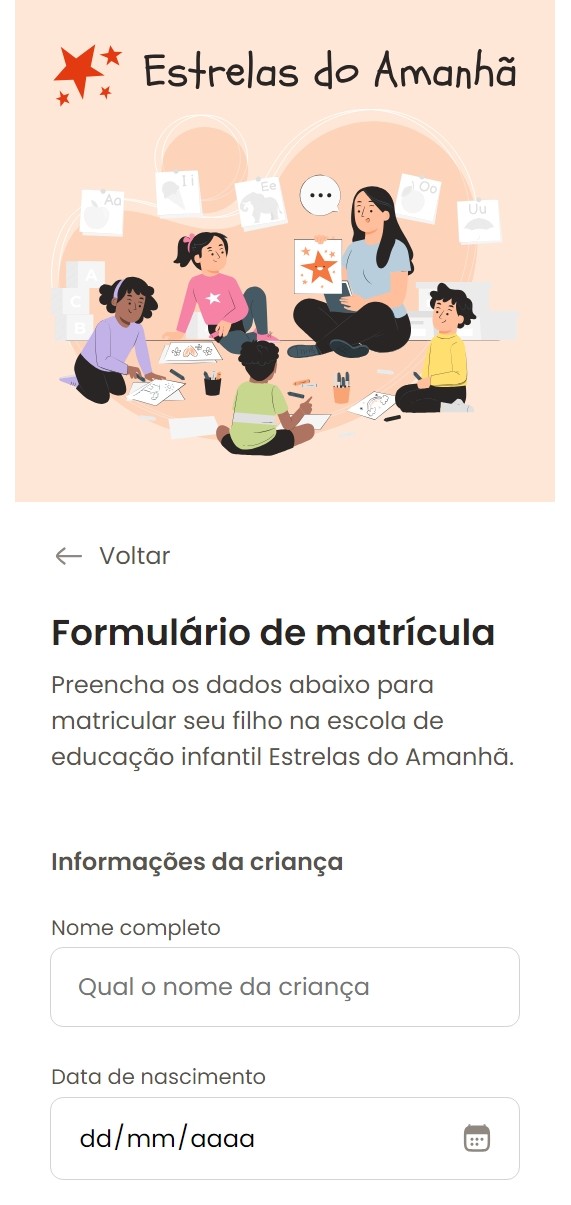 Estrelas do Amanhã
Aa
I i
Ee
Oo
Uu
A
C
B
Voltar
Formulário de matrícula
Preencha os dados abaixo para
matricular seu filho na escola de
educação infantil Estrelas do Amanhã.
Informações da criança
Nome completo
Qual o nome da criança
Data de nascimento
dd/mm/aaaa